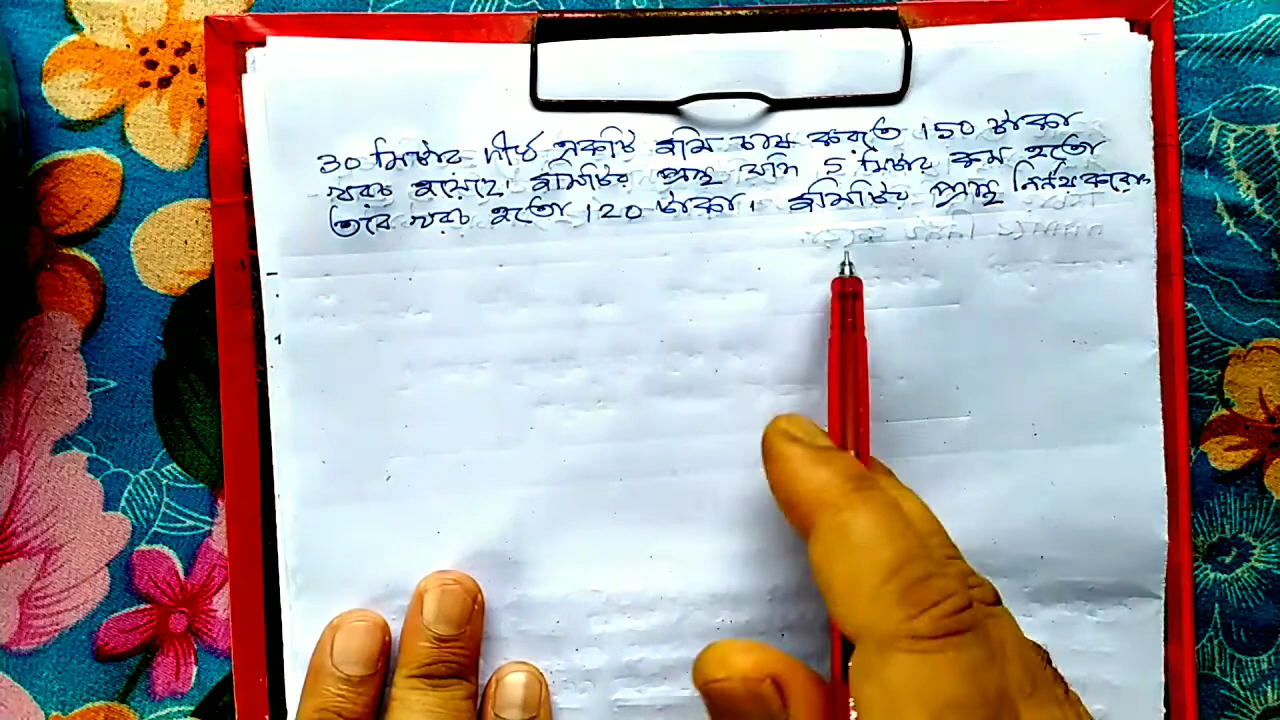 30 মিটার দীর্ঘ একটি জমি চাষ করতে 150 টাকা
খরচ হয়েছে। জমিটির প্রস্থ যদি 5 মিটার কম হতো
তবে খরচ হতো 120 টাকা। জমিটির প্রস্থ নির্ণয় করো।